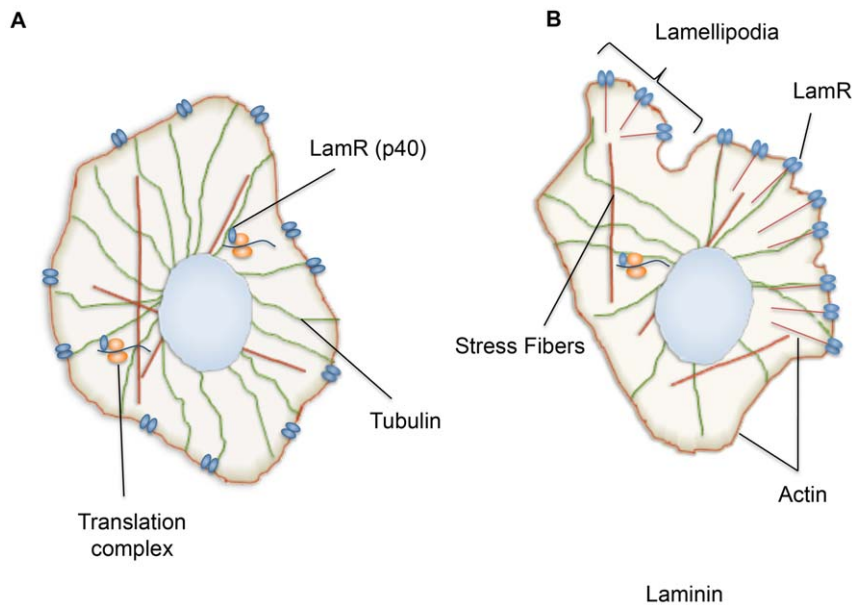 A
B
Lamellipodia
LamR
LamR (p40)
Stress Fibers
Tubulin
Actin
Translation
complex
Laminin